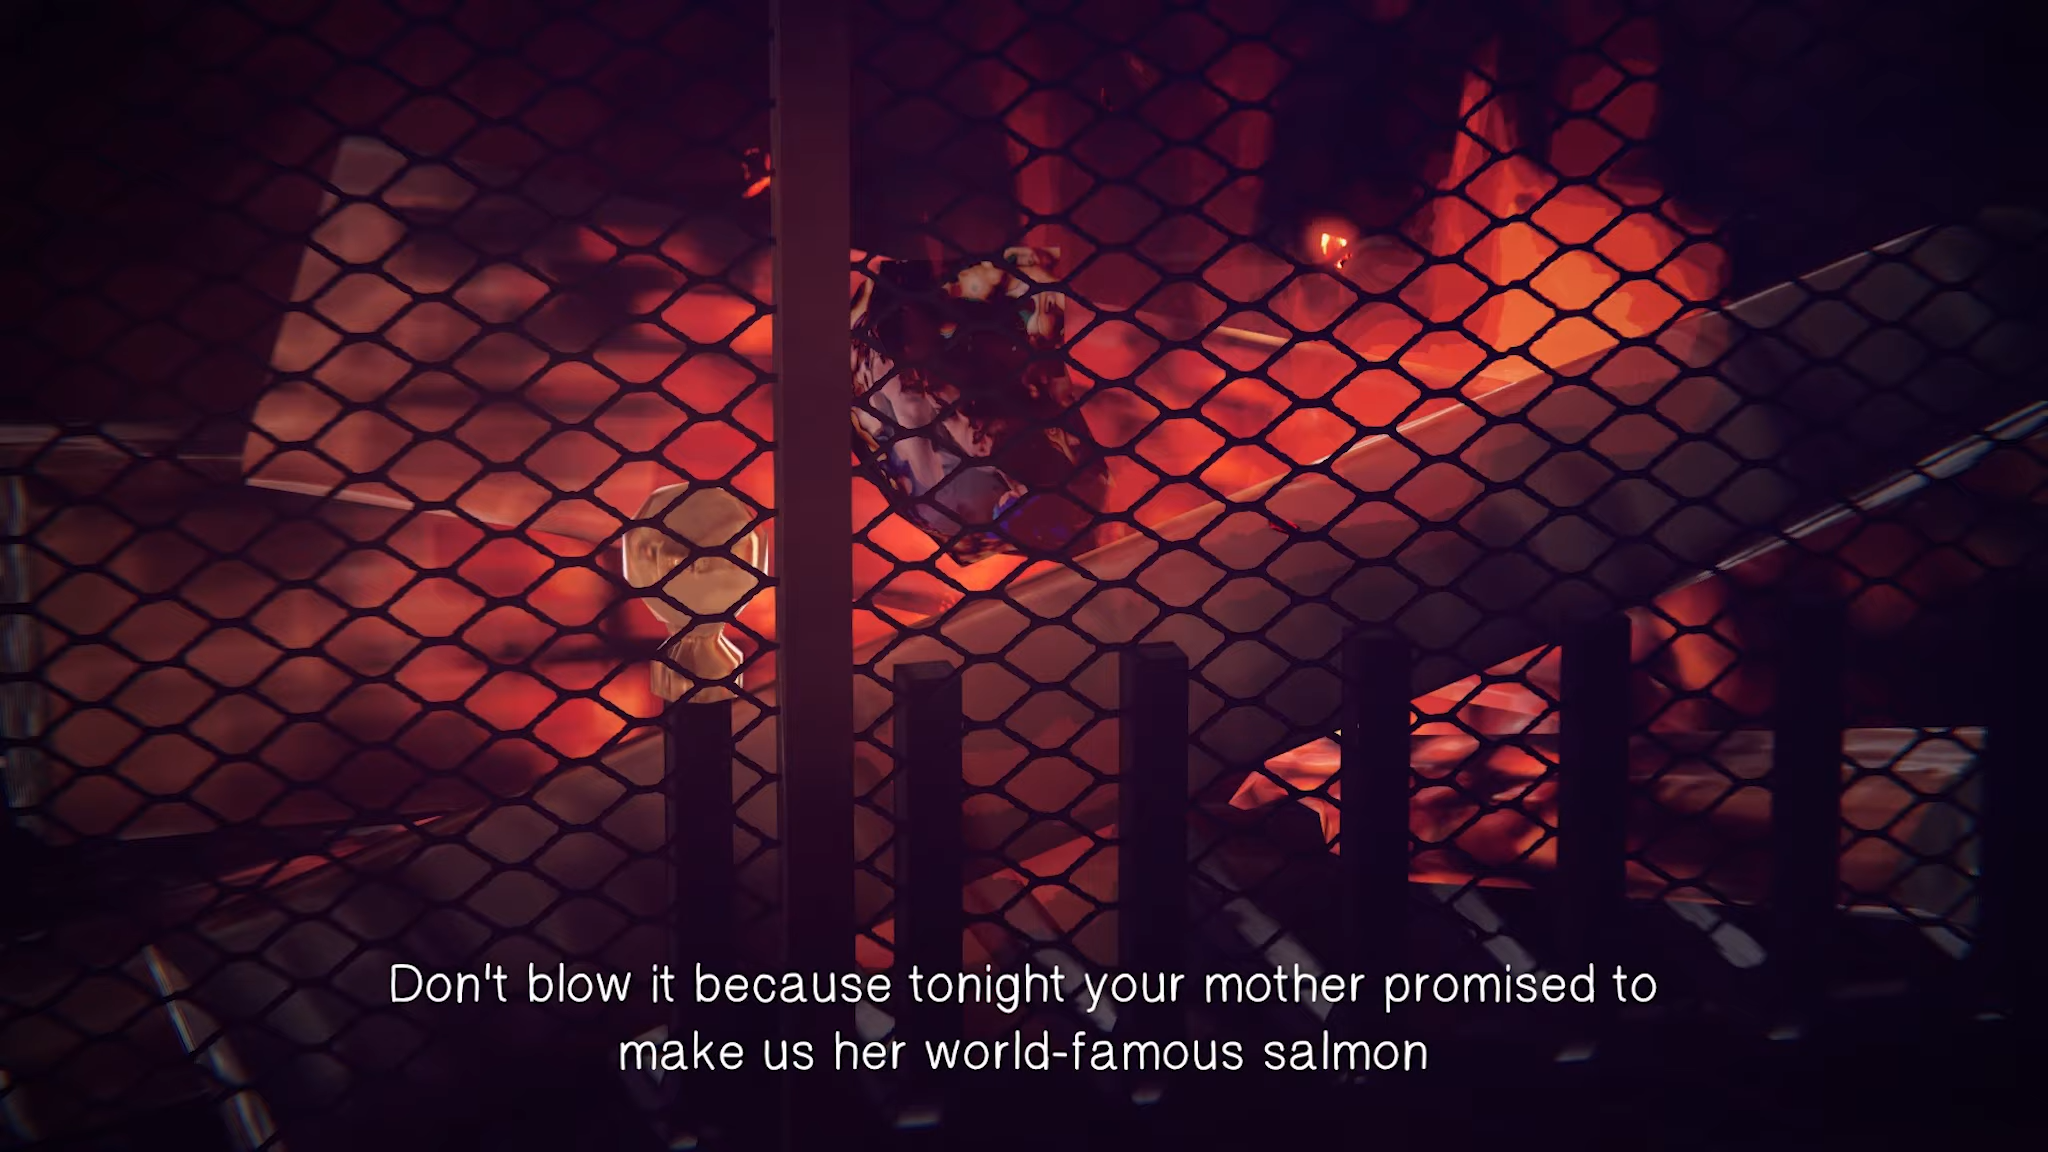 Don't blow it because tonight your mother promised to
make us her world-famous salmon